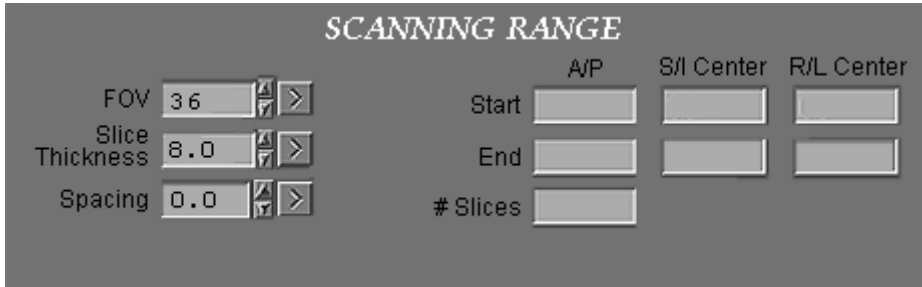 SCANNING RANGE
A/P S/I Center R/L Center
FOV 36 > Start
Slice
Thickness 8.0 > End
Spacing 0.0 > # Slices